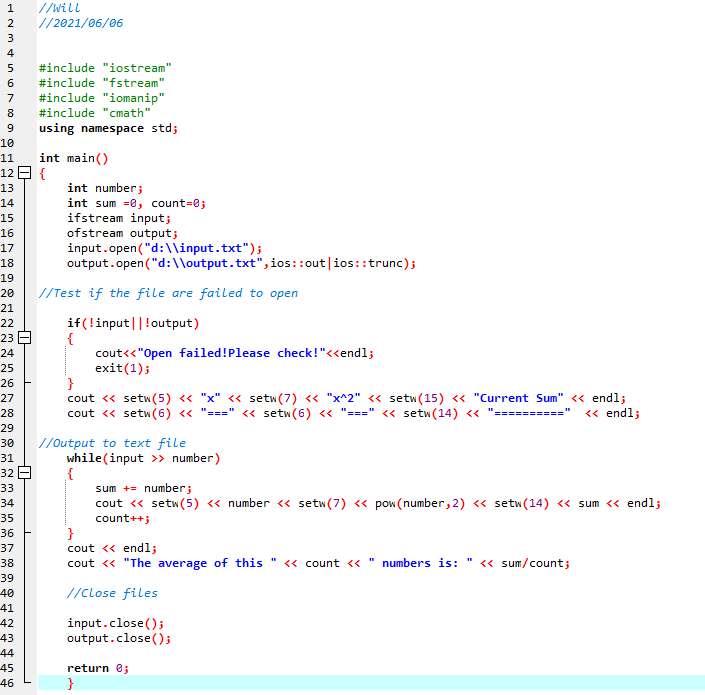 1 //Will
2 //2021/06/06
3
4
5 #include "iostream"
6 #include "fstream"
7 #include "iomanip"
8 #include "cmath"
9 using namespace std;
10
11 int main()
12 {
13 int number;
14 int sum =0, count=0;
15 ifstream input;
16 ofstream output;
17 input.open("d:\\input.txt");
18 output.open("d:\\output.txt",ios::out|ios::trunc);
19
20 //Test if the file are failed to open
21
22 if(!input||!output)
23 {
24 cout<<"Open failed!Please check!"<<endl;
25 exit(1);
26 }
27 cout << setw(5) << "x" << setw(7) << "x^2" << setw(15) << "Current Sum" << endl;
28 cout << setw(6) << "===" << setw(6) << "===" << setw(14) << "==========" << endl;
29
30 //Output to text file
31 while(input >> number)
32 {
33 sum += number;
34 cout << setw(5) << number << setw(7) << pow(number,2) << setw(14) << sum << endl;
35 count++;
36 }
37 cout << endl;
38 cout << "The average of this " << count << " numbers is: " << sum/count;
39
40 //Close files
41
42 input.close();
43 output.close();
44
45 return 0;
46 }